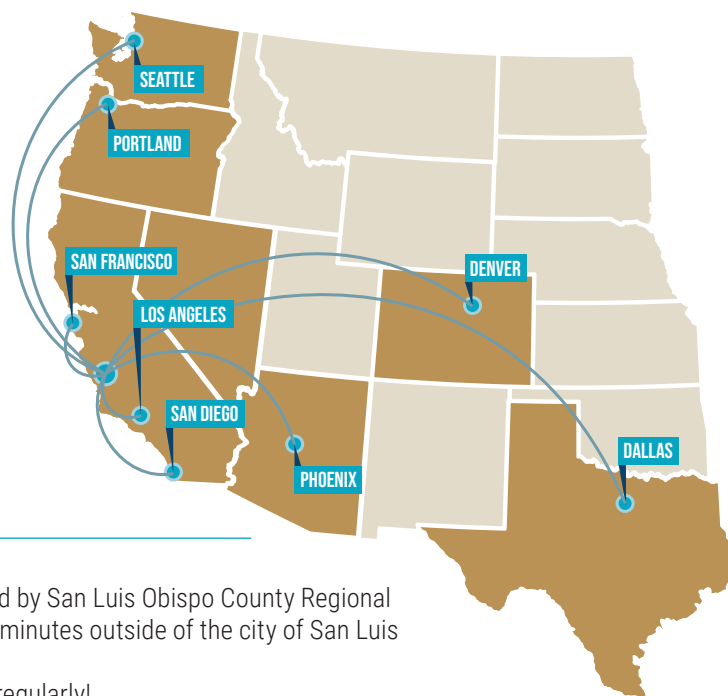 SEATTLE
PORTLAND
SAN FRANCISCO
DENVER
LOS ANGELES
SAN DIEGO
DALLAS
PHOENIX
by San Luis Obispo County Regional
minutes outside of the city of San Luis
regularly!